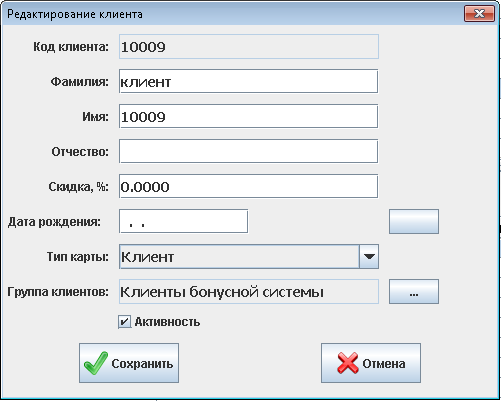 Редактирование клиента
Код клиента: 10009
Фамилия: клиент
Имя: 10009
Отчество:
Скидка, %: 0.0000
Дата рождения: . .
Тип карты: Клиент
Группа клиентов: Клиенты бонусной системы ...
Активность
Сохранить Отмена